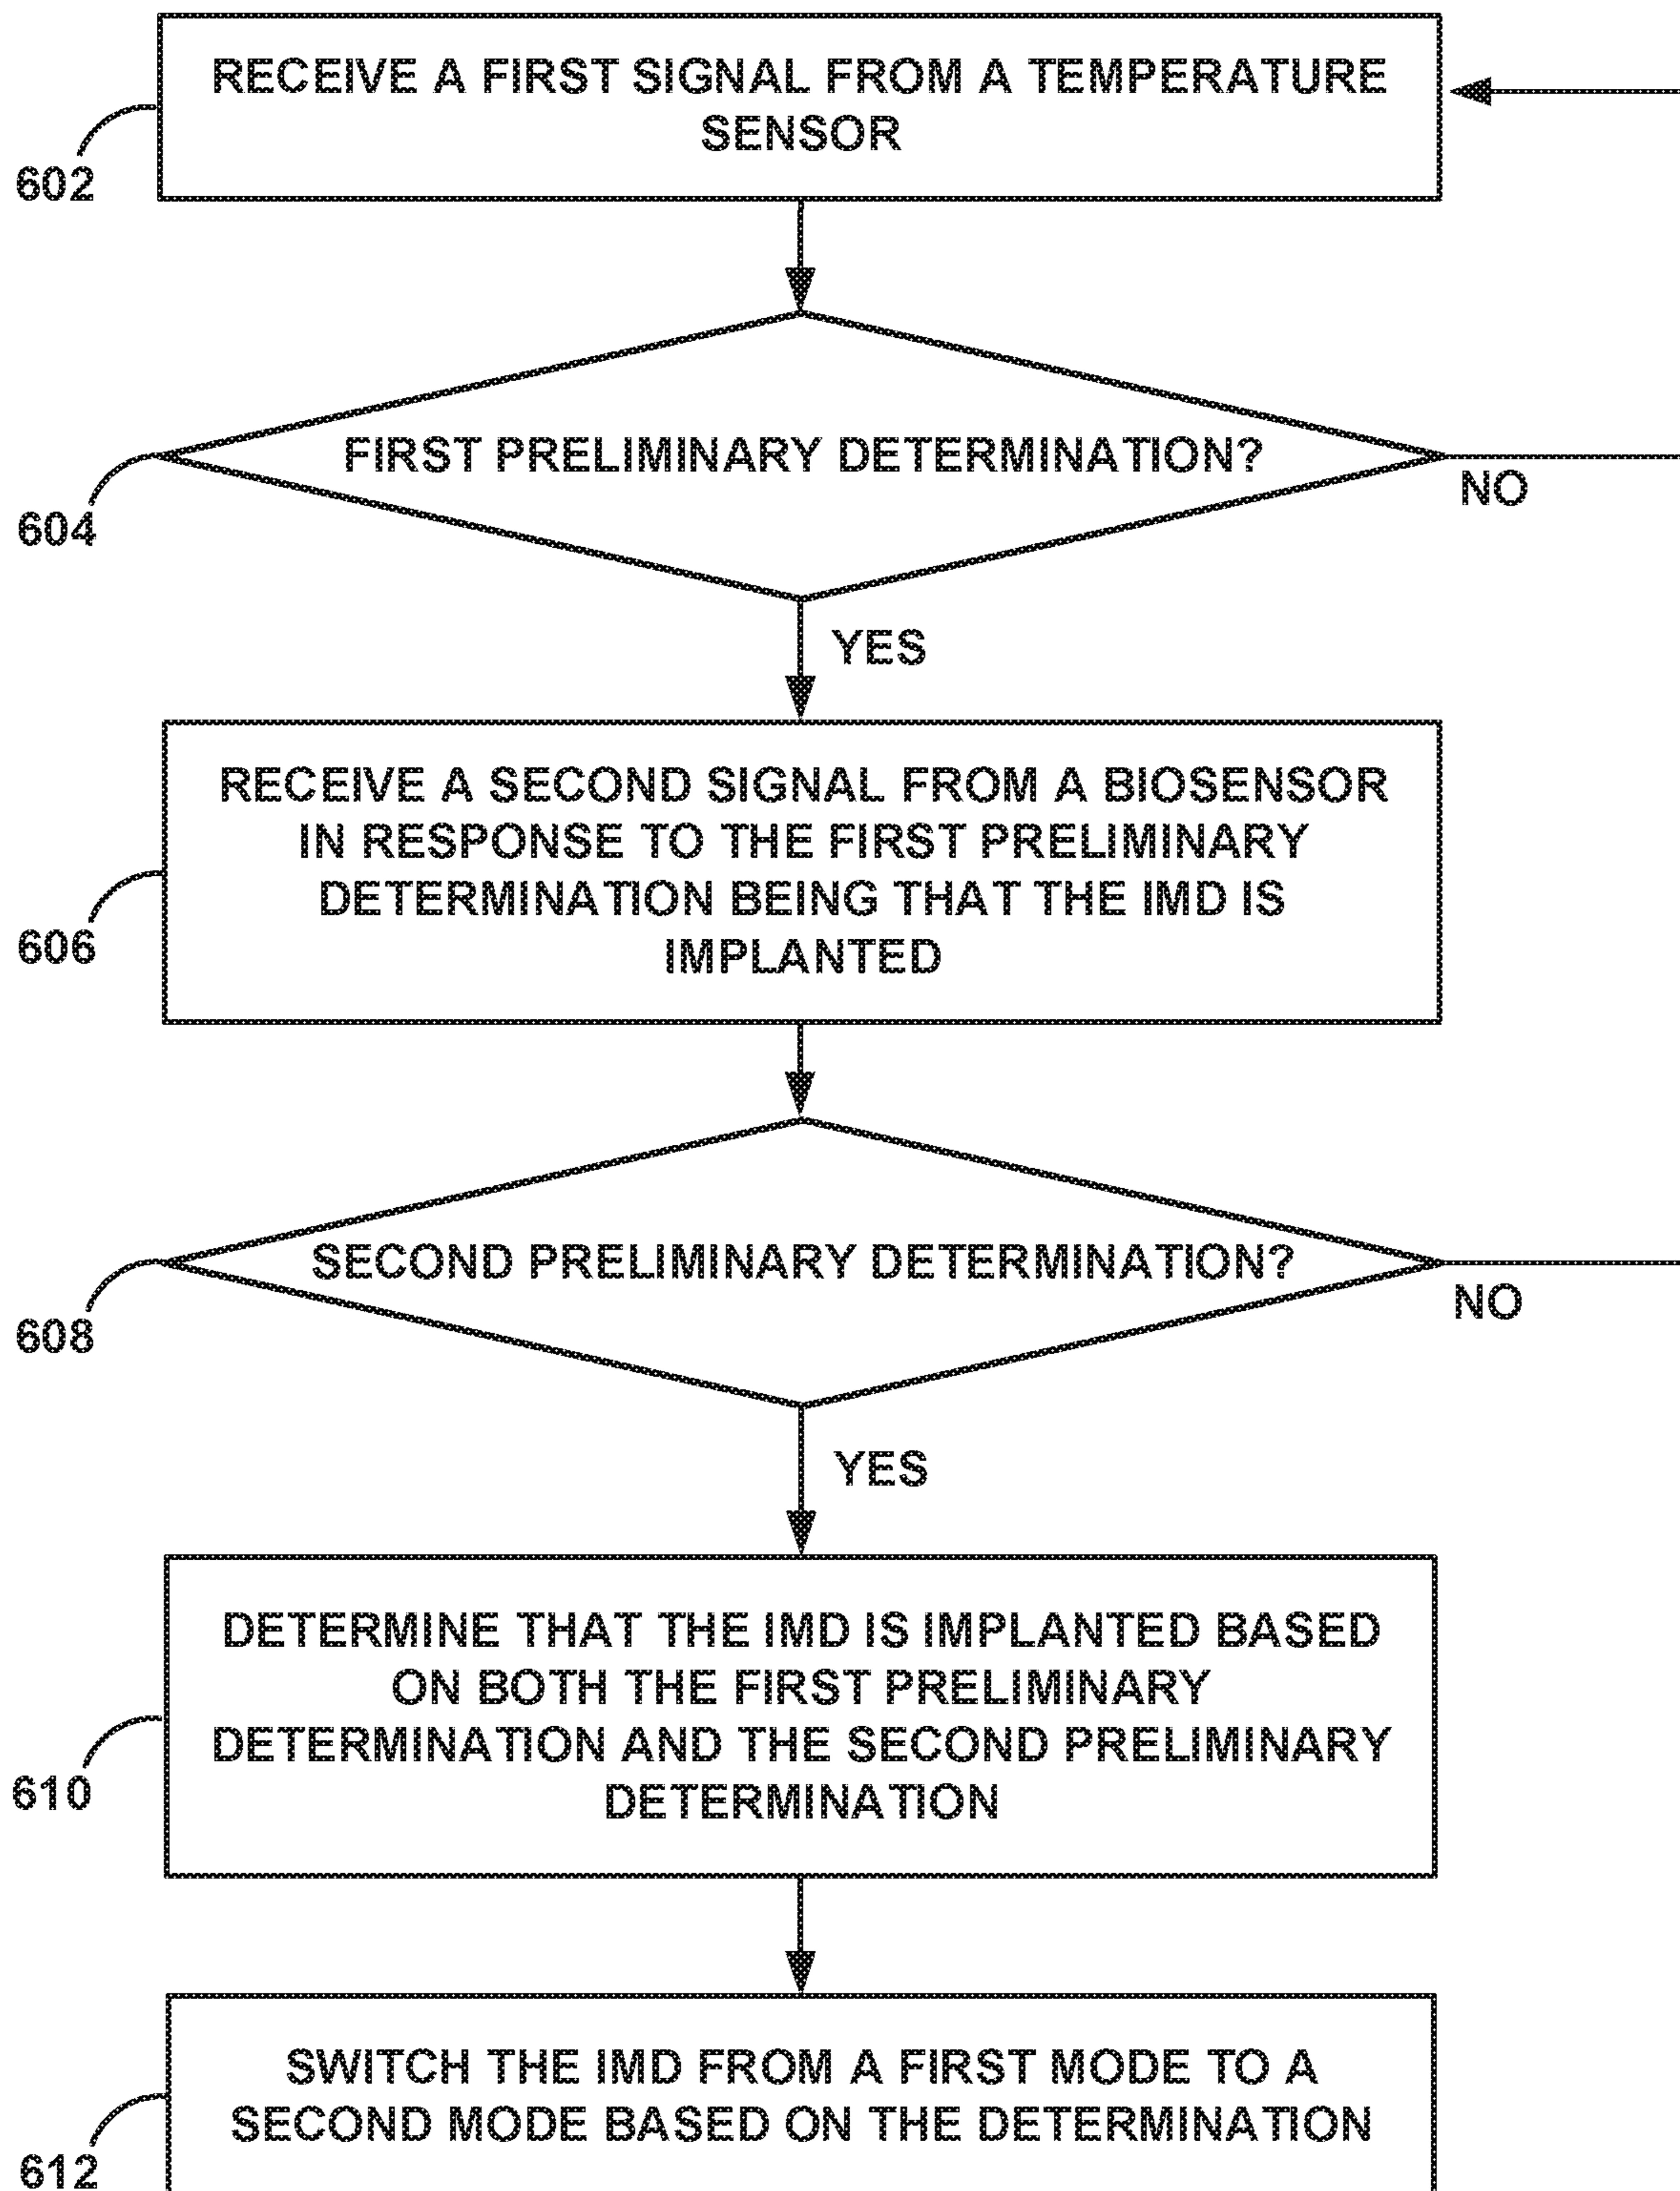 RECEIVE A FIRST SIGNAL FROM A TEMPERATURE
SENSOR
602
FIRST PRELIMINARY DETERMINATION?
NO
604
YES
RECEIVE A SECOND SIGNAL FROM A BIOSENSOR
IN RESPONSE TO THE FIRST PRELIMINARY
DETERMINATION BEING THAT THE IMD IS
IMPLANTED
606
SECOND PRELIMINARY DETERMINATION?
NO
608
YES
DETERMINE THAT THE IMD IS IMPLANTED BASED
ON BOTH THE FIRST PRELIMINARY
DETERMINATION AND THE SECOND PRELIMINARY
DETERMINATION
610
SWITCH THE IMD FROM A FIRST MODE TO A
SECOND MODE BASED ON THE DETERMINATION
612